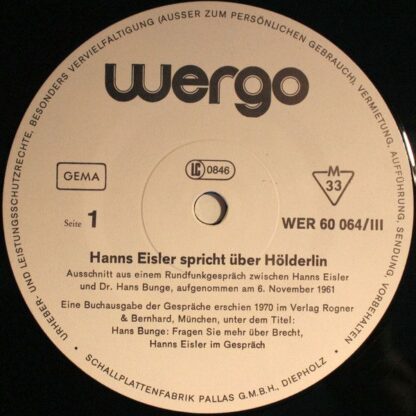 URHEBER- UND LEISTUNGSSCHUTZRECHTE, BESONDERS VERVIELFÄLTIGUNG (AUSSER ZUM PERSÖNLICHEN GEBRAUCH), VERMIETUNG, AUFFÜHRUNG, SENDUNG, VORBEHALTEN
wergo
GEMA
LC 0846
M
33
Seite 1
WER 60 064/III
Hanns Eisler spricht über Hölderlin
Ausschnitt aus einem Rundfunkgespräch zwischen Hanns Eisler
und Dr. Hans Bunge, aufgenommen am 6. November 1961
Eine Buchausgabe der Gespräche erschien 1970 im Verlag Rogner
& Bernhard, München, unter dem Titel:
Hans Bunge: Fragen Sie mehr über Brecht,
Hanns Eisler im Gespräch
SCHALLPLATTENFABRIK PALLAS G.M.B.H., DIEPHOLZ